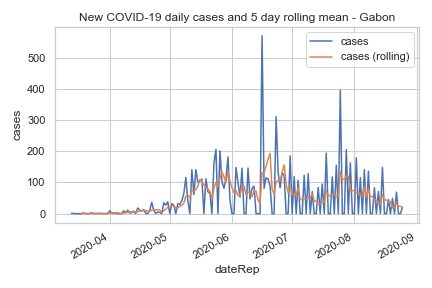 New COVID-19 daily cases and 5 day rolling mean - Gabon
cases
cases (rolling)
600
500
400
300
200
100
0
cases
2020-04
2020-05
2020-06
2020-07
2020-08
2020-09
dateRep